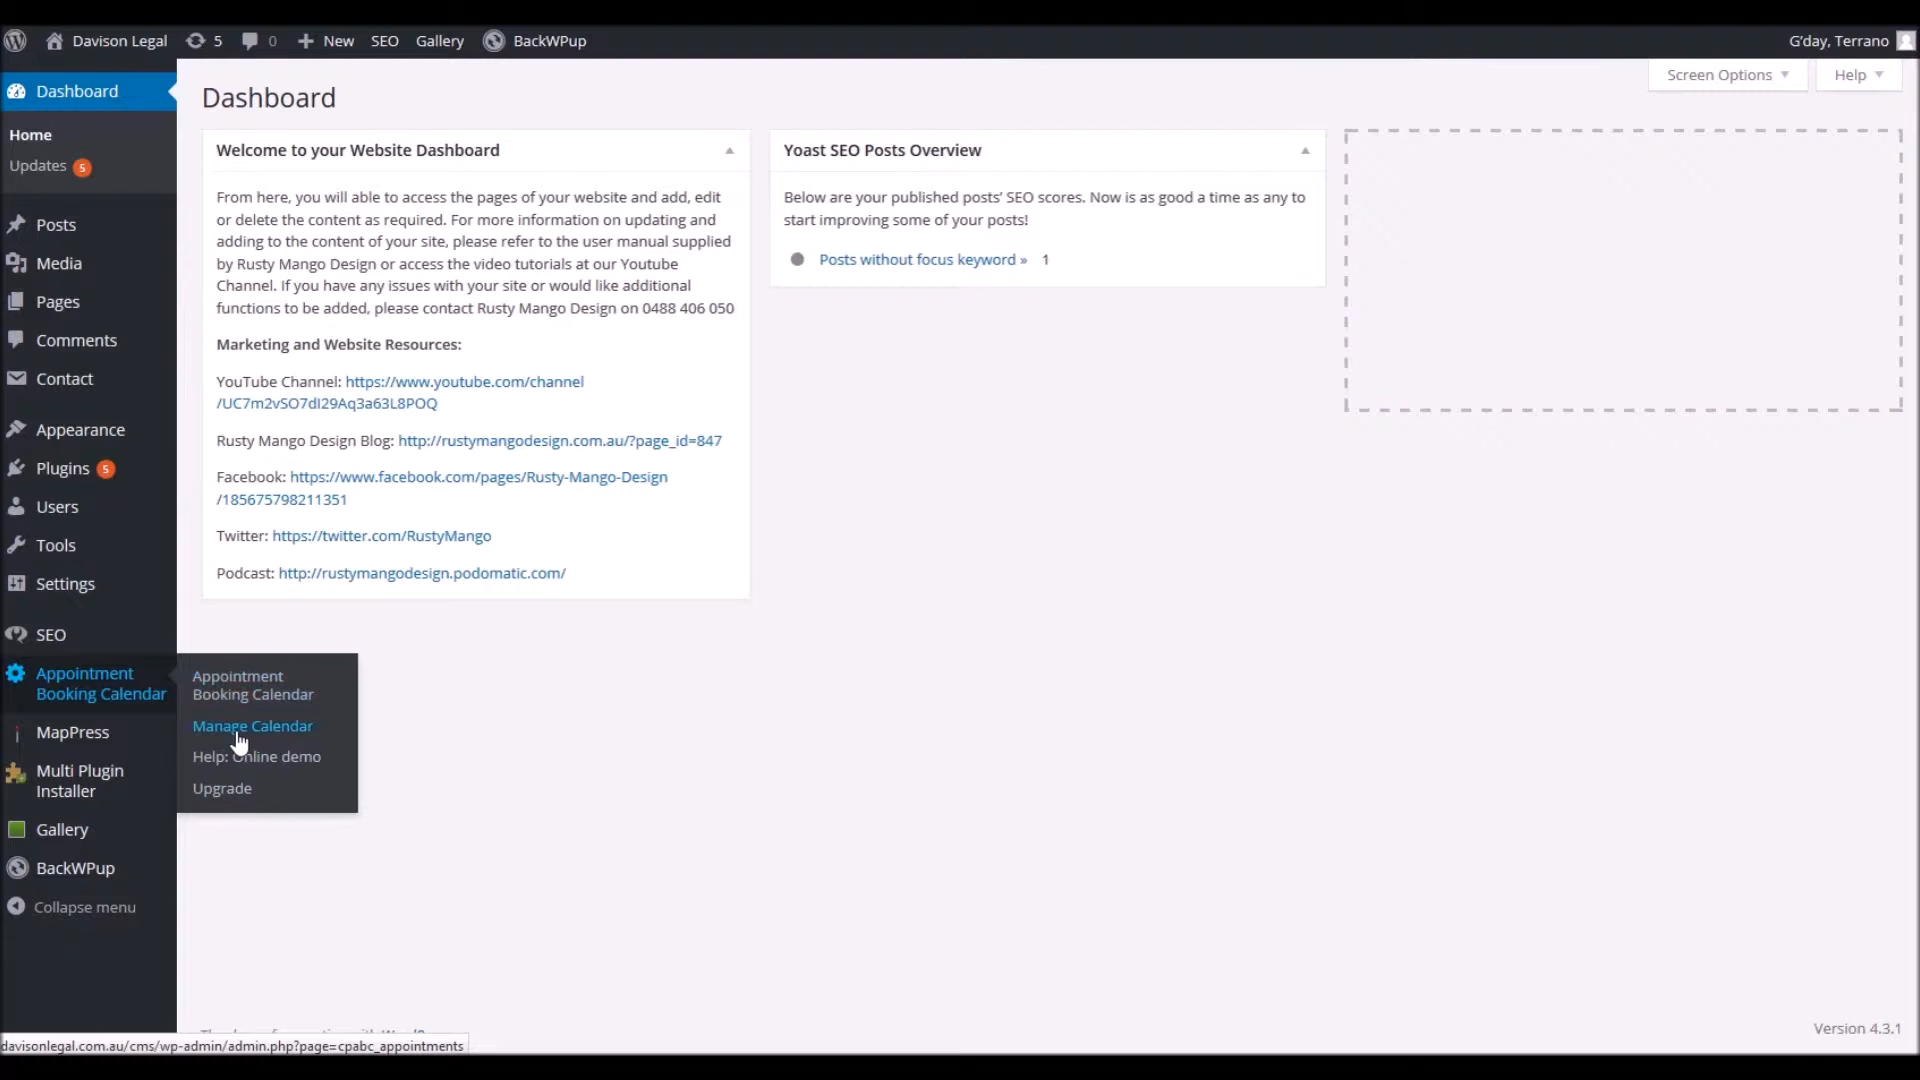 Davison Legal 5 0 New SEO Gallery BackWPup G'day, Terrano
Screen Options Help
Dashboard
Home
Updates 5
Posts
Media
Pages
Comments
Contact
Appearance
Plugins 5
Users
Tools
Settings
SEO
Appointment
Booking Calendar
MapPress
Multi Plugin
Installer
Gallery
BackWPup
Collapse menu
Appointment
Booking Calendar
Manage Calendar
Help: Online demo
Upgrade
Dashboard
Welcome to your Website Dashboard
From here, you will able to access the pages of your website and add, edit
or delete the content as required. For more information on updating and
adding to the content of your site, please refer to the user manual supplied
by Rusty Mango Design or access the video tutorials at our Youtube
Channel. If you have any issues with your site or would like additional
functions to be added, please contact Rusty Mango Design on 0488 406 050
Marketing and Website Resources:
YouTube Channel: https://www.youtube.com/channel
/UC7m2vSO7dI29Aq3a63L8POQ
Rusty Mango Design Blog: http://rustymangodesign.com.au/?page_id=847
Facebook: https://www.facebook.com/pages/Rusty-Mango-Design
/185675798211351
Twitter: https://twitter.com/RustyMango
Podcast: http://rustymangodesign.podomatic.com/
Yoast SEO Posts Overview
Below are your published posts' SEO scores. Now is as good a time as any to
start improving some of your posts!
Posts without focus keyword » 1
Version 4.3.1
davisonlegal.com.au/cms/wp-admin/admin.php?page=cpabc_appointments